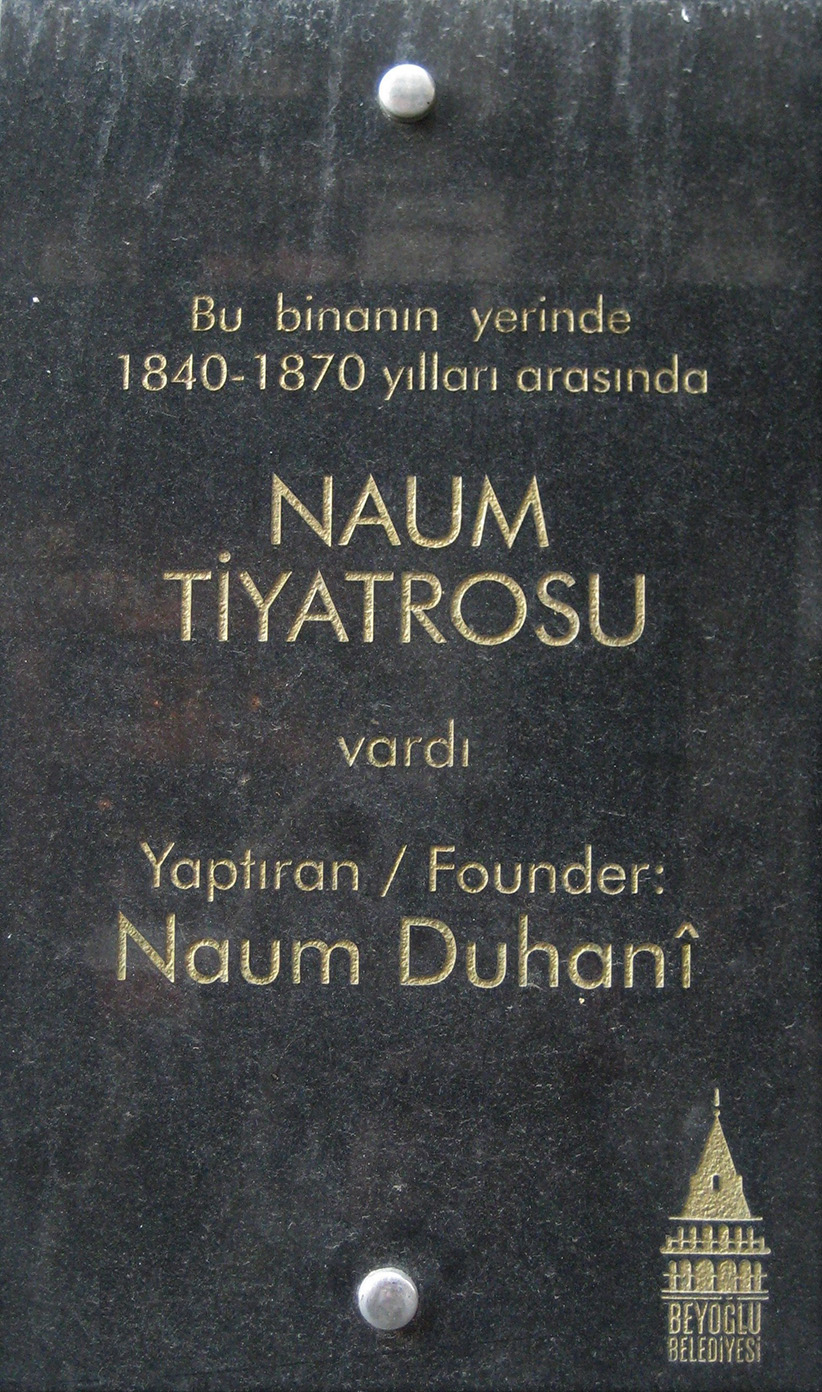 Bu binanın yerinde
1840-1870 yılları arasında
NAUM
TİYATROSU
vardı
Yaptıran / Founder:
Naum Duhanî
BEYOĞLU
BELEDİYESİ